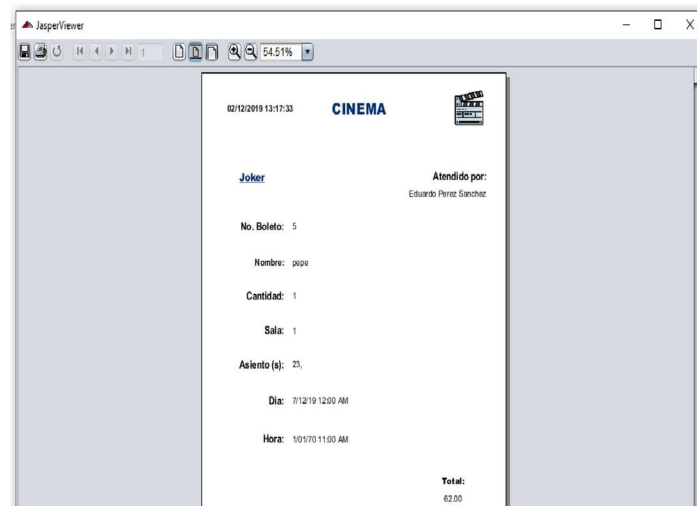 JasperViewer
1
54.51%
02/12/2019 13:17:33
CINEMA
Joker
Atendido por:
Eduardo Perez Sanchez
No. Boleto: 5
Nombre: pepe
Cantidad: 1
Sala: 1
Asiento (s): 23,
Dia: 7/12/19 12:00 AM
Hora: 1/01/70 11:00 AM
Total:
62.00